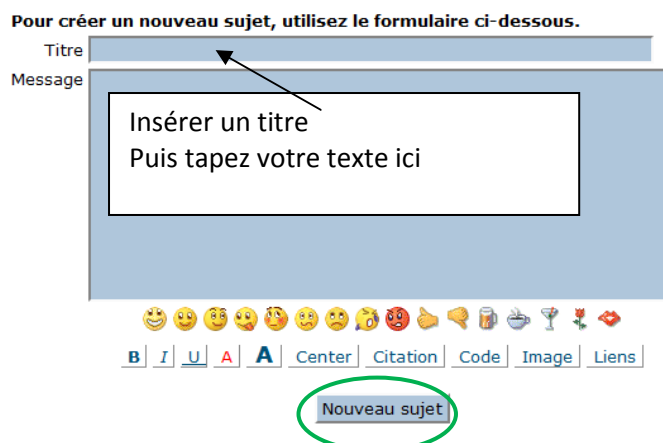 Pour créer un nouveau sujet, utilisez le formulaire ci-dessous.
Titre
Message
Insérer un titre
Puis tapez votre texte ici
B I U A A Center Citation Code Image Liens
Nouveau sujet